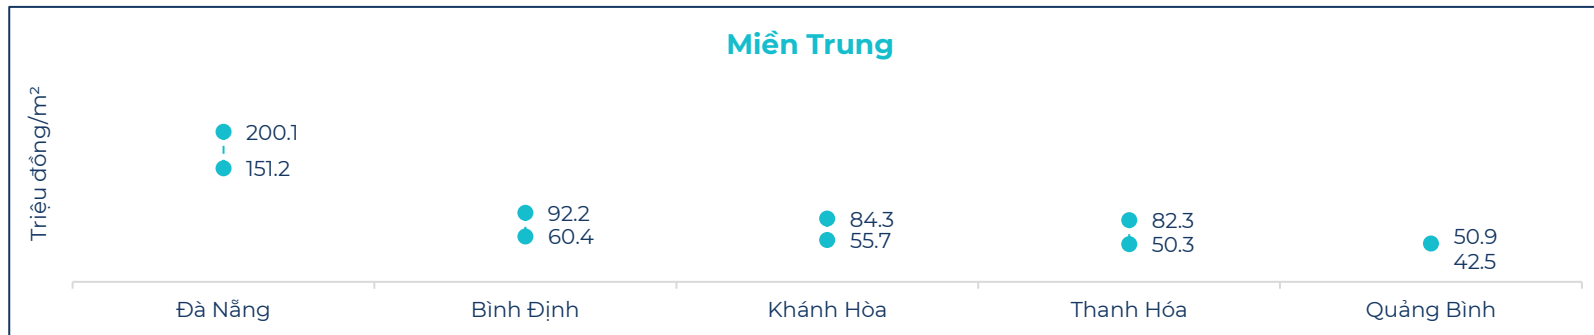 Miền Trung
Triệu đồng/m²
200.1
151.2
92.2
60.4
84.3
55.7
82.3
50.3
50.9
42.5
Đà Nẵng
Bình Định
Khánh Hòa
Thanh Hóa
Quảng Bình